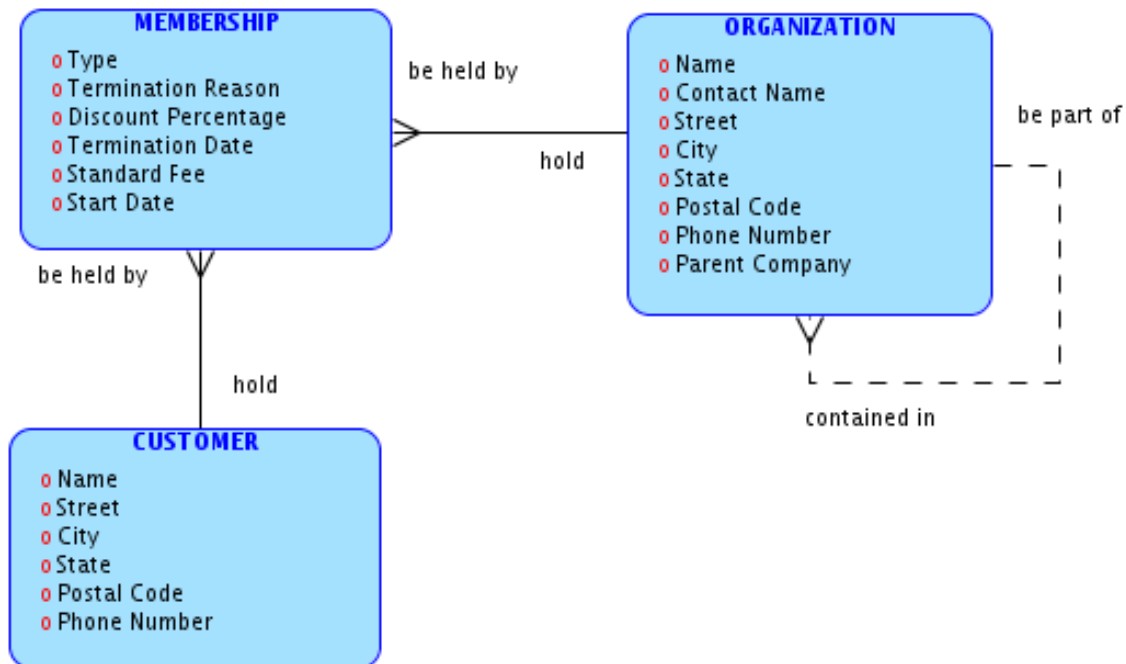 MEMBERSHIP
o Type
o Termination Reason
o Discount Percentage
o Termination Date
o Standard Fee
o Start Date
be held by
hold
ORGANIZATION
o Name
o Contact Name
o Street
o City
o State
o Postal Code
o Phone Number
o Parent Company
be part of
contained in
be held by
hold
CUSTOMER
o Name
o Street
o City
o State
o Postal Code
o Phone Number